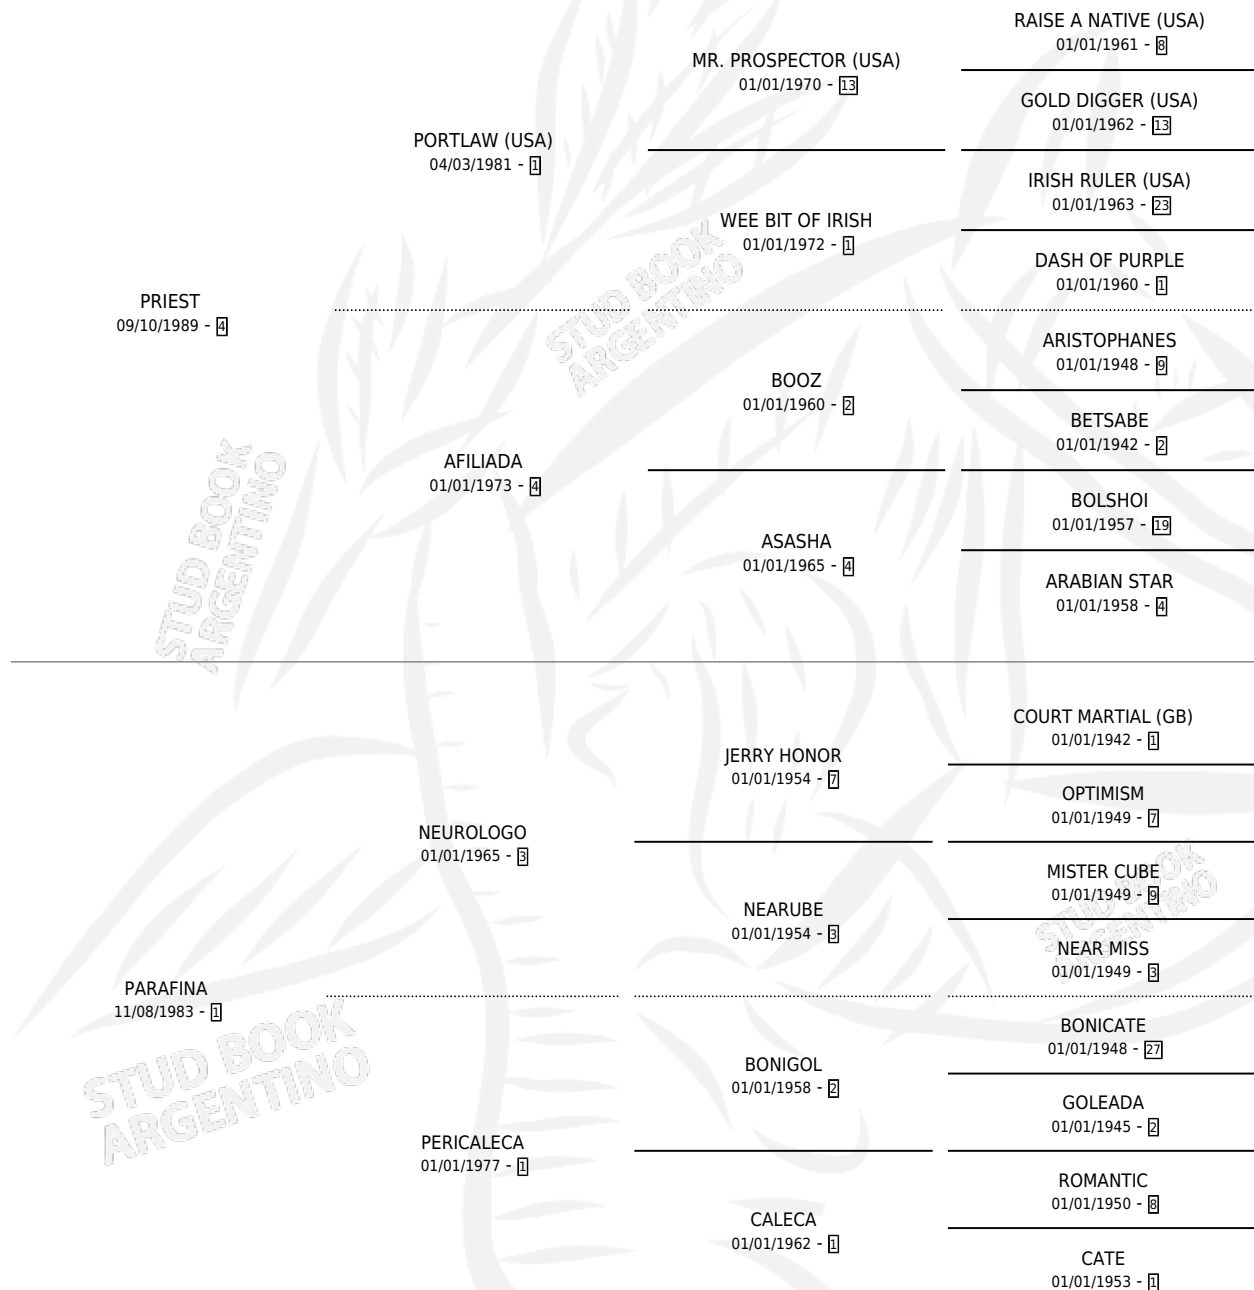 RAISE A NATIVE (USA)
01/01/1961 - 8
MR. PROSPECTOR (USA)
01/01/1970 - 13
GOLD DIGGER (USA)
01/01/1962 - 13
PORTLAW (USA)
04/03/1981 - 1
IRISH RULER (USA)
01/01/1963 - 23
WEE BIT OF IRISH
01/01/1972 - 1
DASH OF PURPLE
01/01/1960 - 1
PRIEST
09/10/1989 - 4
ARISTOPHANES
01/01/1948 - 9
BOOZ
01/01/1960 - 2
BETSABE
01/01/1942 - 2
AFILIADA
01/01/1973 - 4
BOLSHOI
01/01/1957 - 19
ASASHA
01/01/1965 - 4
ARABIAN STAR
01/01/1958 - 4
COURT MARTIAL (GB)
01/01/1942 - 1
JERRY HONOR
01/01/1954 - 7
OPTIMISM
01/01/1949 - 7
NEUROLOGO
01/01/1965 - 3
MISTER CUBE
01/01/1949 - 9
NEARUBE
01/01/1954 - 3
NEAR MISS
01/01/1949 - 3
PARAFINA
11/08/1983 - 1
BONICATE
01/01/1948 - 27
BONIGOL
01/01/1958 - 2
GOLEADA
01/01/1945 - 2
PERICALECA
01/01/1977 - 1
ROMANTIC
01/01/1950 - 8
CALECA
01/01/1962 - 1
CATE
01/01/1953 - 1
STUD BOOK
ARGENTINO
STUD BOOK
ARGENTINO
STUD BOOK
ARGENTINO
STUD BOOK
ARGENTINO